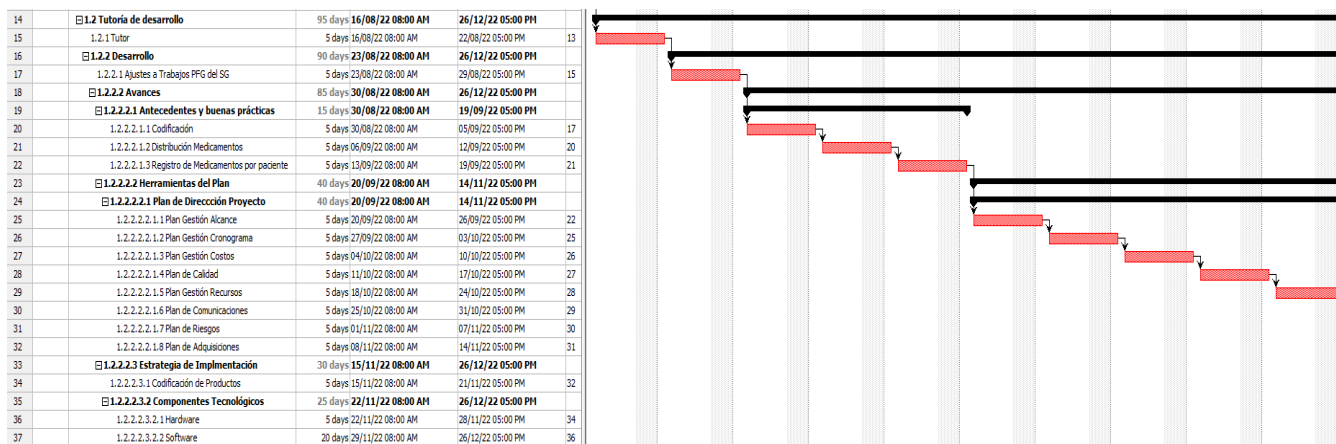 14 1.2 Tutoría de desarrollo 95 days 16/08/22 08:00 AM 26/12/22 05:00 PM
15 1.2.1 Tutor 5 days 16/08/22 08:00 AM 22/08/22 05:00 PM 13
16 1.2.2 Desarrollo 90 days 23/08/22 08:00 AM 26/12/22 05:00 PM
17 1.2.2.1 Ajustes a Trabajos PFG del SG 5 days 23/08/22 08:00 AM 29/08/22 05:00 PM 15
18 1.2.2.2 Avances 85 days 30/08/22 08:00 AM 26/12/22 05:00 PM
19 1.2.2.2.1 Antecedentes y buenas prácticas 15 days 30/08/22 08:00 AM 19/09/22 05:00 PM
20 1.2.2.2.1.1 Codificación 5 days 30/08/22 08:00 AM 05/09/22 05:00 PM 17
21 1.2.2.2.1.2 Distribución Medicamentos 5 days 06/09/22 08:00 AM 12/09/22 05:00 PM 20
22 1.2.2.2.1.3 Registro de Medicamentos por paciente 5 days 13/09/22 08:00 AM 19/09/22 05:00 PM 21
23 1.2.2.2.2 Herramientas del Plan 40 days 20/09/22 08:00 AM 14/11/22 05:00 PM
24 1.2.2.2.2.1 Plan de Direccción Proyecto 40 days 20/09/22 08:00 AM 14/11/22 05:00 PM
25 1.2.2.2.2.1.1 Plan Gestión Alcance 5 days 20/09/22 08:00 AM 26/09/22 05:00 PM 22
26 1.2.2.2.2.1.2 Plan Gestión Cronograma 5 days 27/09/22 08:00 AM 03/10/22 05:00 PM 25
27 1.2.2.2.2.1.3 Plan Gestión Costos 5 days 04/10/22 08:00 AM 10/10/22 05:00 PM 26
28 1.2.2.2.2.1.4 Plan de Calidad 5 days 11/10/22 08:00 AM 17/10/22 05:00 PM 27
29 1.2.2.2.2.1.5 Plan Gestión Recursos 5 days 18/10/22 08:00 AM 24/10/22 05:00 PM 28
30 1.2.2.2.2.1.6 Plan de Comunicaciones 5 days 25/10/22 08:00 AM 31/10/22 05:00 PM 29
31 1.2.2.2.2.1.7 Plan de Riesgos 5 days 01/11/22 08:00 AM 07/11/22 05:00 PM 30
32 1.2.2.2.2.1.8 Plan de Adquisiciones 5 days 08/11/22 08:00 AM 14/11/22 05:00 PM 31
33 1.2.2.2.3 Estrategia de Implmentación 30 days 15/11/22 08:00 AM 26/12/22 05:00 PM
34 1.2.2.2.3.1 Codificación de Productos 5 days 15/11/22 08:00 AM 21/11/22 05:00 PM 32
35 1.2.2.2.3.2 Componentes Tecnológicos 25 days 22/11/22 08:00 AM 26/12/22 05:00 PM
36 1.2.2.2.3.2.1 Hardware 5 days 22/11/22 08:00 AM 28/11/22 05:00 PM 34
37 1.2.2.2.3.2.2 Software 20 days 29/11/22 08:00 AM 26/12/22 05:00 PM 36